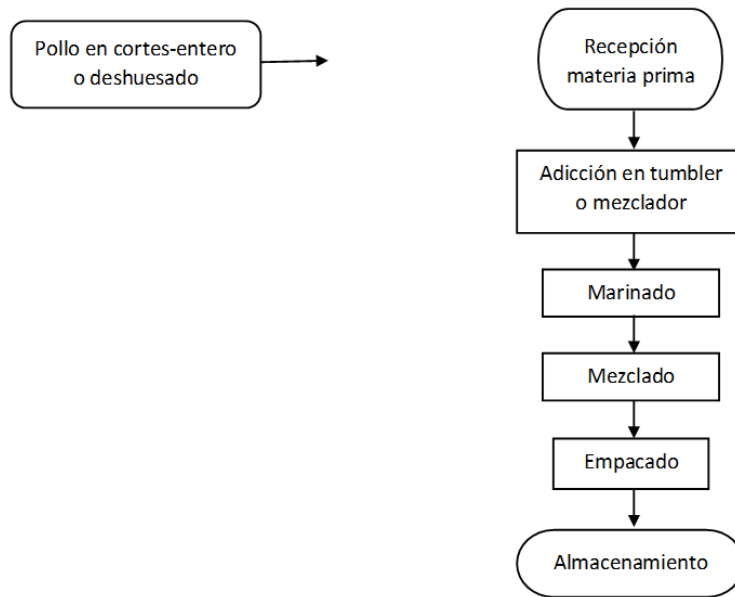 Pollo en cortes-entero
o deshuesado
Recepción
materia prima
Adicción en tumbler
o mezclador
Marinado
Mezclado
Empacado
Almacenamiento